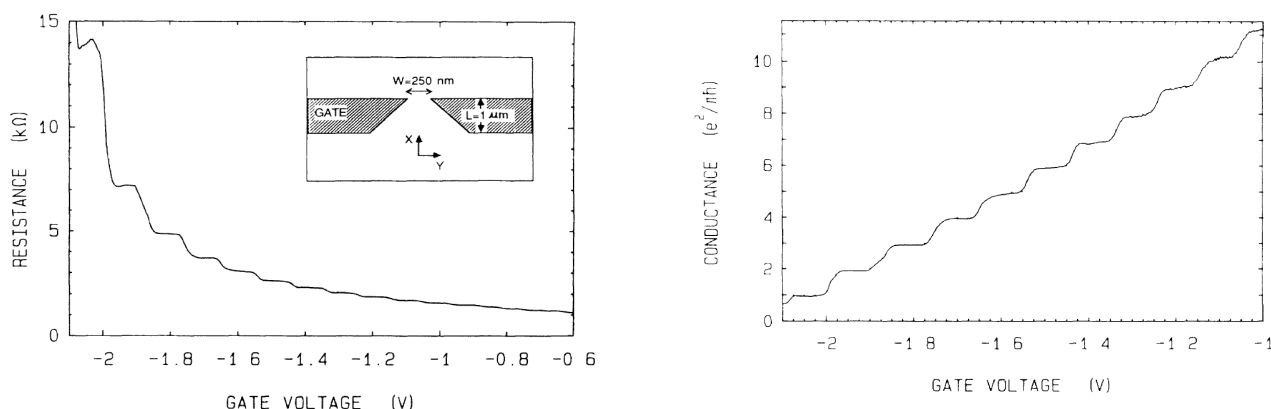 RESISTANCE (kΩ)
15
10
5
0
-2
-1.8
-1 6
-1.4
-1.2
-1
-0.8
-0 6
GATE VOLTAGE (V)
W=250 nm
GATE
L=1 μm
X
Y
CONDUCTANCE (e²/πħ)
10
8
6
4
2
0
-2
-1 8
-1 6
-1.4
-1.2
-1
GATE VOLTAGE (V)